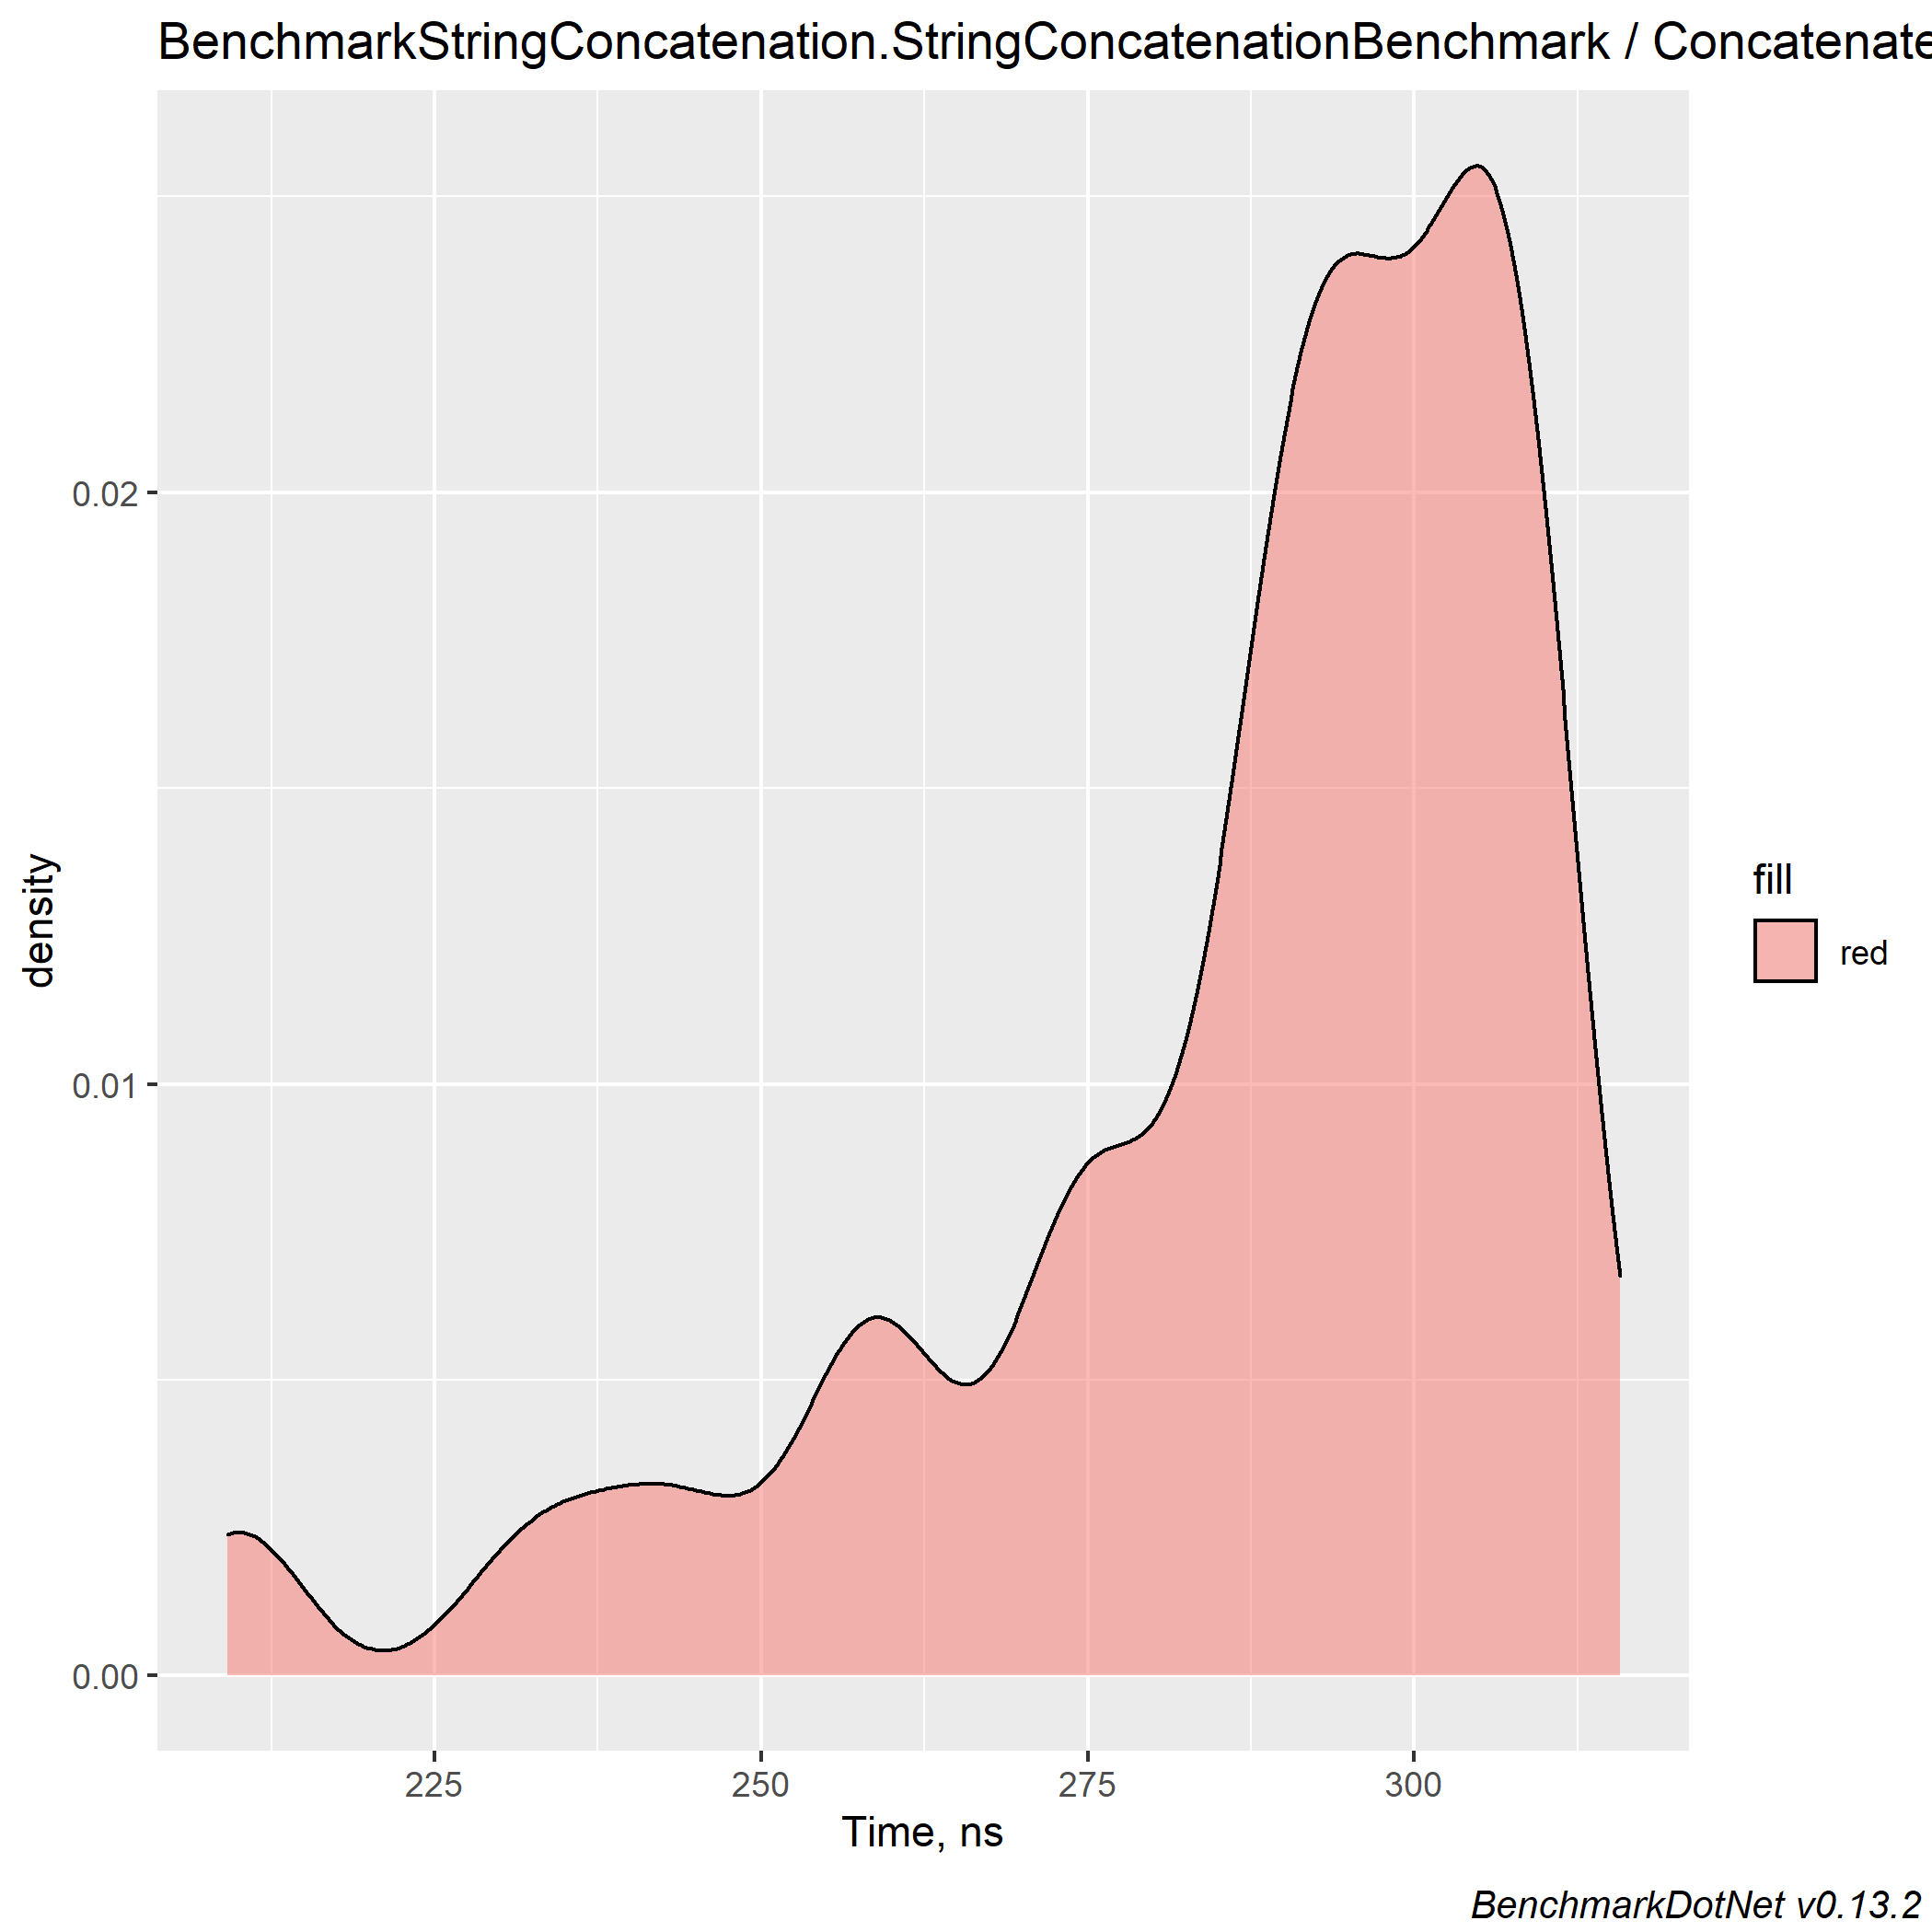 BenchmarkStringConcatenation.StringConcatenationBenchmark / Concatenate
density
0.02
0.01
0.00
225 250 275 300
Time, ns
fill
red
BenchmarkDotNet v0.13.2